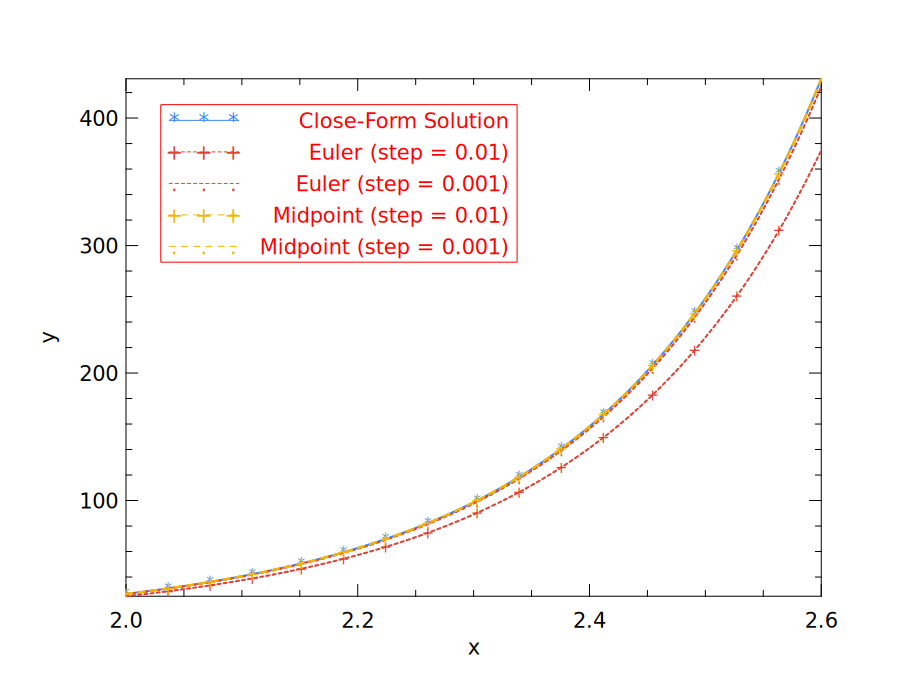 400
300
200
100
y
Close-Form Solution
Euler (step = 0.01)
Euler (step = 0.001)
Midpoint (step = 0.01)
Midpoint (step = 0.001)
2.0 2.2 2.4 2.6
x